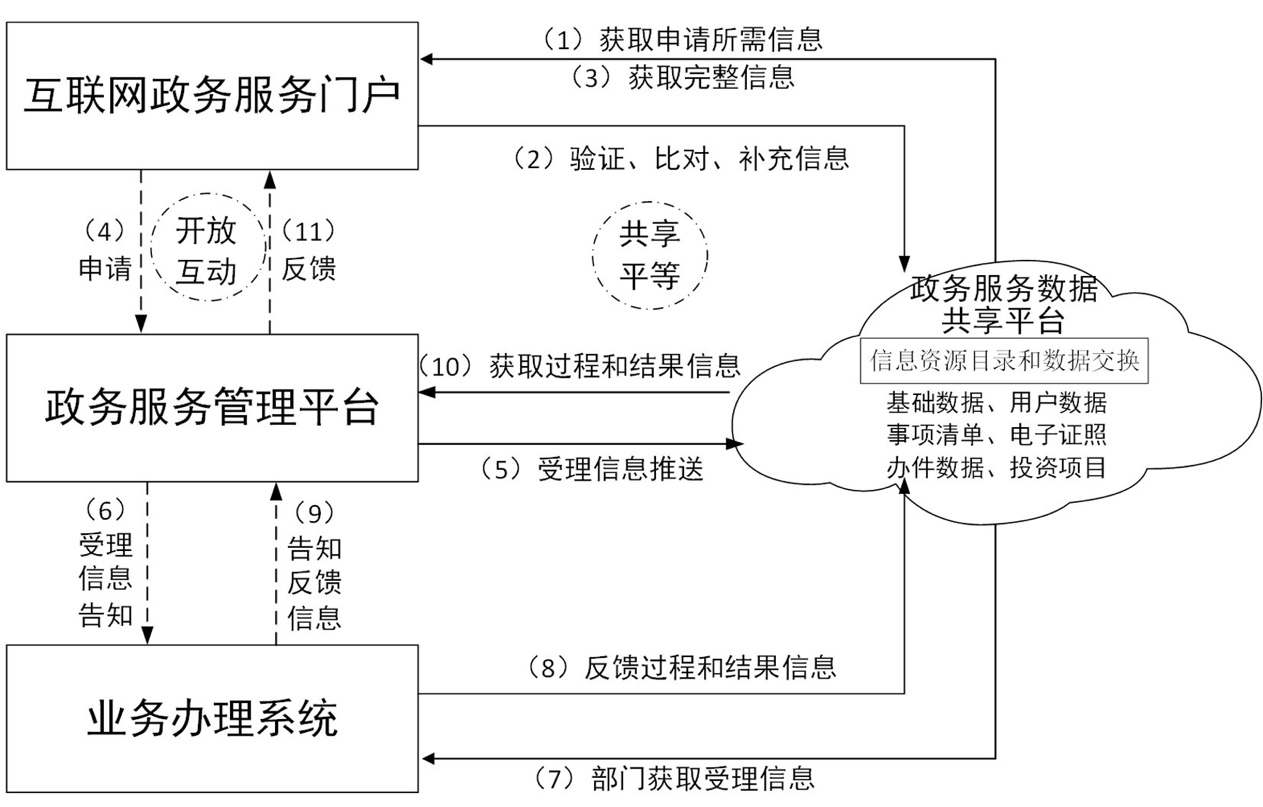 （1）获取申请所需信息
互联网政务服务门户
（3）获取完整信息
（2）验证、比对、补充信息
（4）
申请
开放
互动
（11）
反馈
共享
平等
政务服务数据
共享平台
信息资源目录和数据交换
基础数据、用户数据
事项清单、电子证照
办件数据、投资项目
（10）获取过程和结果信息
政务服务管理平台
（5）受理信息推送
（6）
受理
信息
告知
（9）
告知
反馈
信息
（8）反馈过程和结果信息
业务办理系统
（7）部门获取受理信息